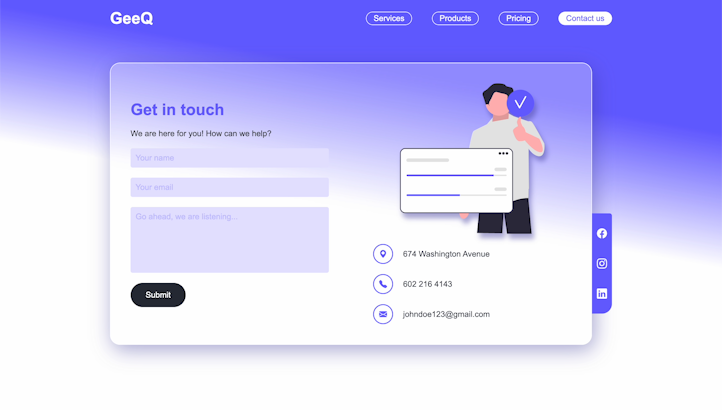 GeeQ
Services
Products
Pricing
Contact us
Get in touch
We are here for you! How can we help?
Your name
Your email
Go ahead, we are listening...
Submit
674 Washington Avenue
602 216 4143
johndoe123@gmail.com